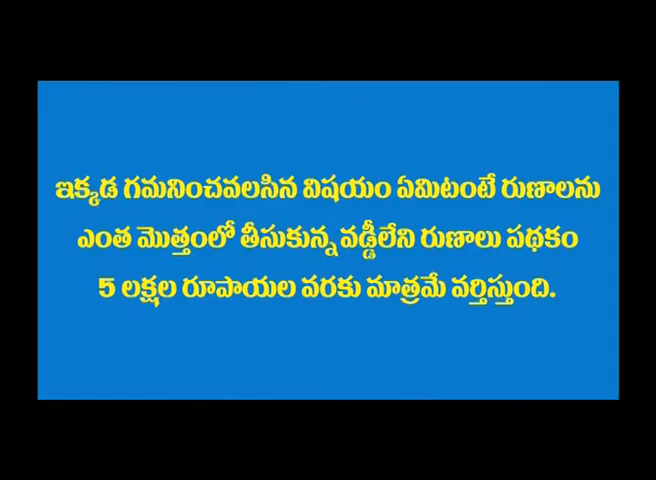 ఇక్కడ గమనించవలసిన విషయం ఏమిటంటే రుణాలను
ఎంత మొత్తంలో తీసుకున్న వడ్డీలేని రుణాలు పథకం
5 లక్షల రూపాయల వరకు మాత్రమే వర్తిస్తుంది.